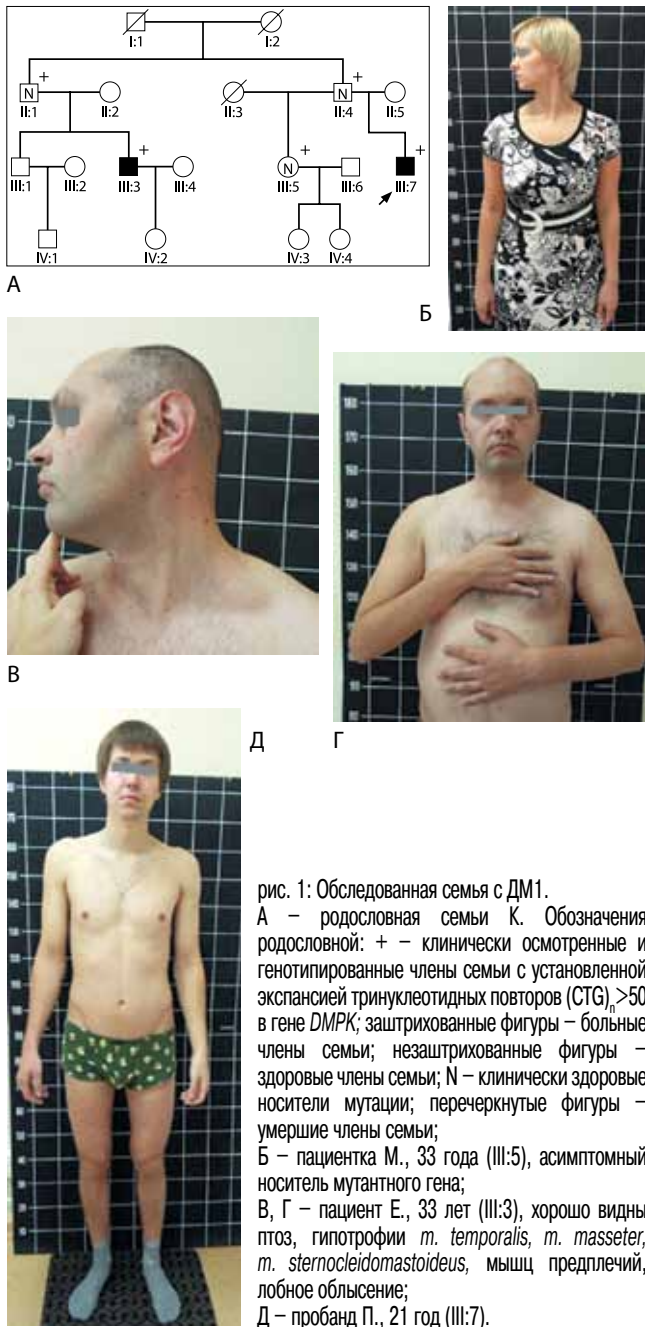 I:1 I:2
N + N +
II:1 II:2 II:3 II:4 II:5
+ N + +
III:1 III:2 III:3 III:4 III:5 III:6 III:7
IV:1 IV:2 IV:3 IV:4
А
Б
В
Д Г
рис. 1: Обследованная семья с ДМ1.
А – родословная семьи К. Обозначения
родословной: + – клинически осмотренные и
генотипированные члены семьи с установленной
экспансией тринуклеотидных повторов (CTG)n>50
в гене DMPK; заштрихованные фигуры – больные
члены семьи; незаштрихованные фигуры –
здоровые члены семьи; N – клинически здоровые
носители мутации; перечеркнутые фигуры –
умершие члены семьи;
Б – пациентка М., 33 года (III:5), асимптомный
носитель мутантного гена;
В, Г – пациент Е., 33 лет (III:3), хорошо видны
птоз, гипотрофии m. temporalis, m. masseter,
m. sternocleidomastoideus, мышц предплечий,
лобное облысение;
Д – пробанд П., 21 год (III:7).